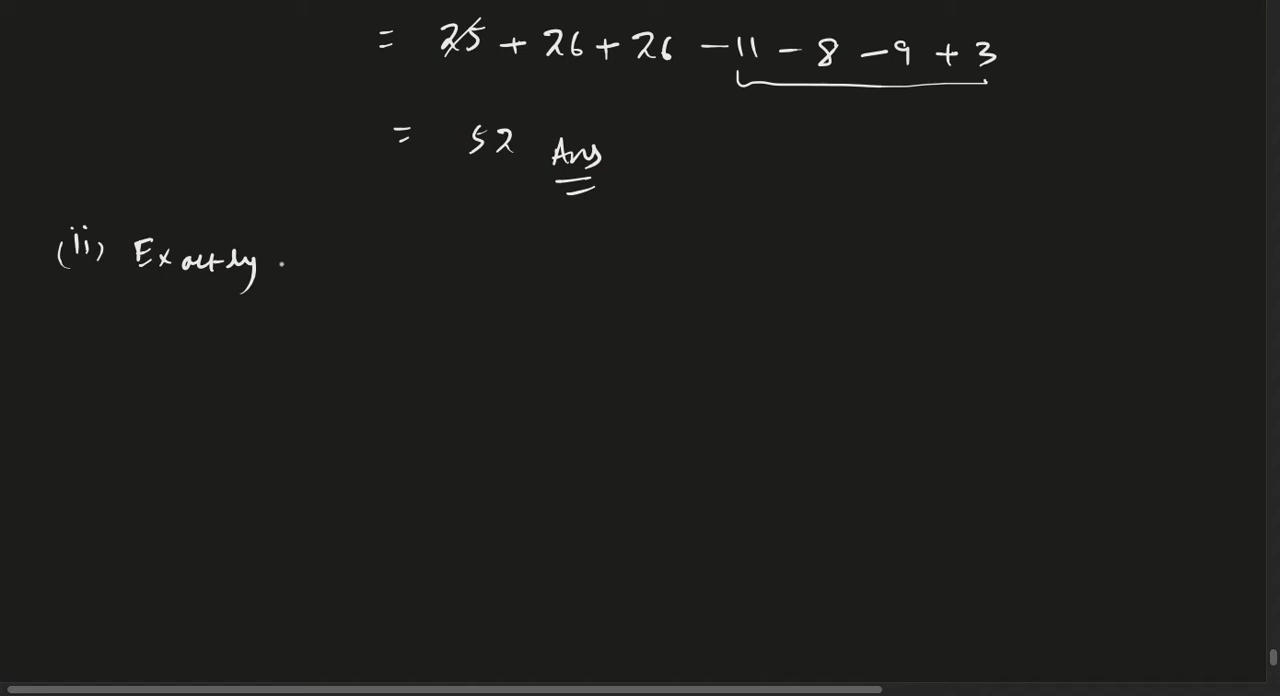 = 25 + 26 + 26 - 11 - 8 - 9 + 3
= 52 Ans
(ii) Exactly